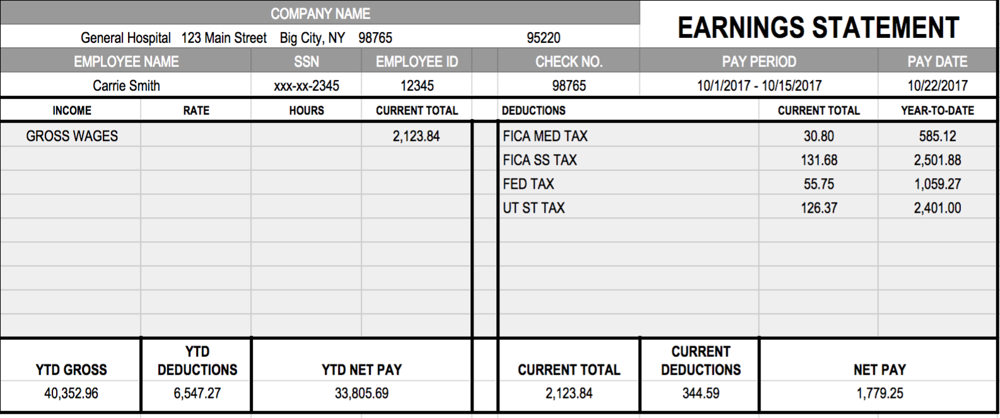 COMPANY NAME
EARNINGS STATEMENT
General Hospital 123 Main Street Big City, NY 98765 95220
EMPLOYEE NAME SSN EMPLOYEE ID CHECK NO. PAY PERIOD PAY DATE
Carrie Smith xxx-xx-2345 12345 98765 10/1/2017 - 10/15/2017 10/22/2017
INCOME RATE HOURS CURRENT TOTAL DEDUCTIONS CURRENT TOTAL YEAR-TO-DATE
GROSS WAGES 2,123.84 FICA MED TAX 30.80 585.12
FICA SS TAX 131.68 2,501.88
FED TAX 55.75 1,059.27
UT ST TAX 126.37 2,401.00
YTD GROSS YTD DEDUCTIONS YTD NET PAY CURRENT TOTAL CURRENT DEDUCTIONS NET PAY
40,352.96 6,547.27 33,805.69 2,123.84 344.59 1,779.25